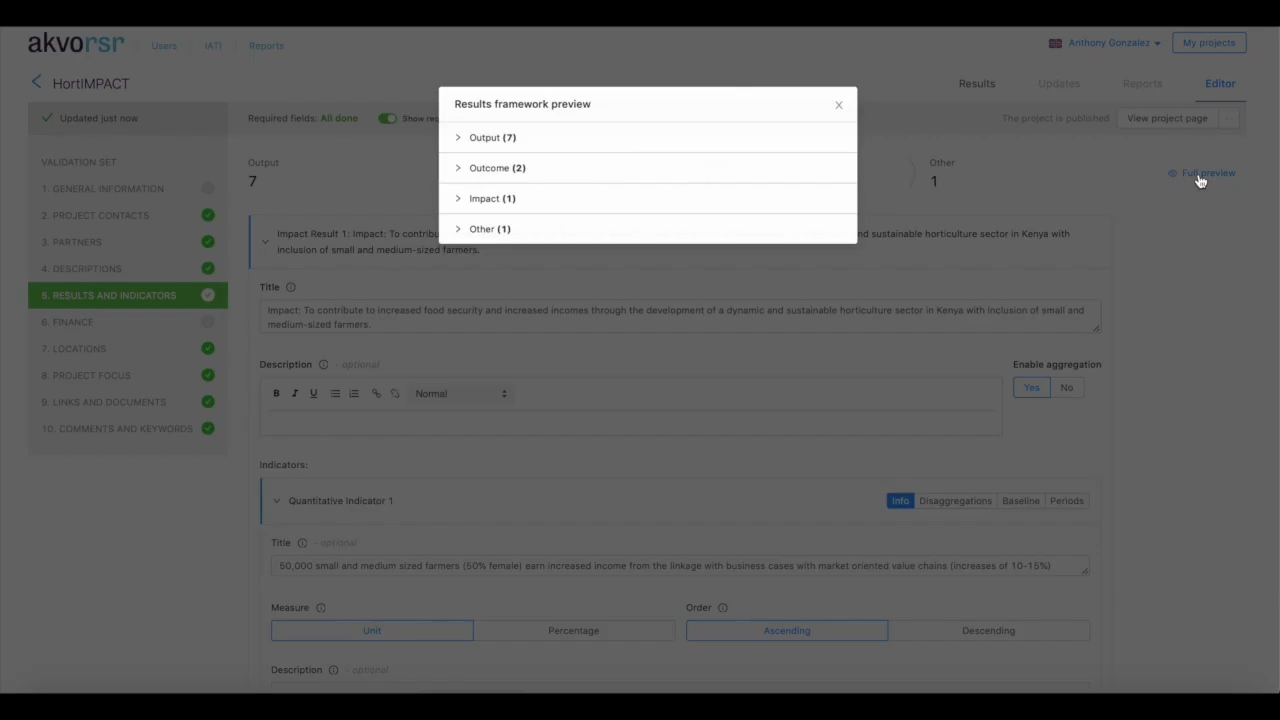 akvorsr Users IATI Reports Anthony Gonzalez My projects
HortIMPACT Results Updates Reports Editor
Updated just now Required fields: All done Show req The project is published View project page
Results framework preview
Output (7)
Outcome (2)
Impact (1)
Other (1)
VALIDATION SET
1. GENERAL INFORMATION
2. PROJECT CONTACTS
3. PARTNERS
4. DESCRIPTIONS
5. RESULTS AND INDICATORS
6. FINANCE
7. LOCATIONS
8. PROJECT FOCUS
9. LINKS AND DOCUMENTS
10. COMMENTS AND KEYWORDS
Output
7
Other
1
Full preview
Impact Result 1: Impact: To contribu and sustainable horticulture sector in Kenya with
inclusion of small and medium-sized farmers.
Title
Impact: To contribute to increased food security and increased incomes through the development of a dynamic and sustainable horticulture sector in Kenya with inclusion of small and
medium-sized farmers.
Description - optional Enable aggregation
B I U Normal Yes No
Indicators:
Quantitative Indicator 1 Info Disaggregations Baseline Periods
Title - optional
50,000 small and medium sized farmers (50% female) earn increased income from the linkage with business cases with market oriented value chains (increases of 10-15%)
Measure Order
Unit Percentage Ascending Descending
Description - optional